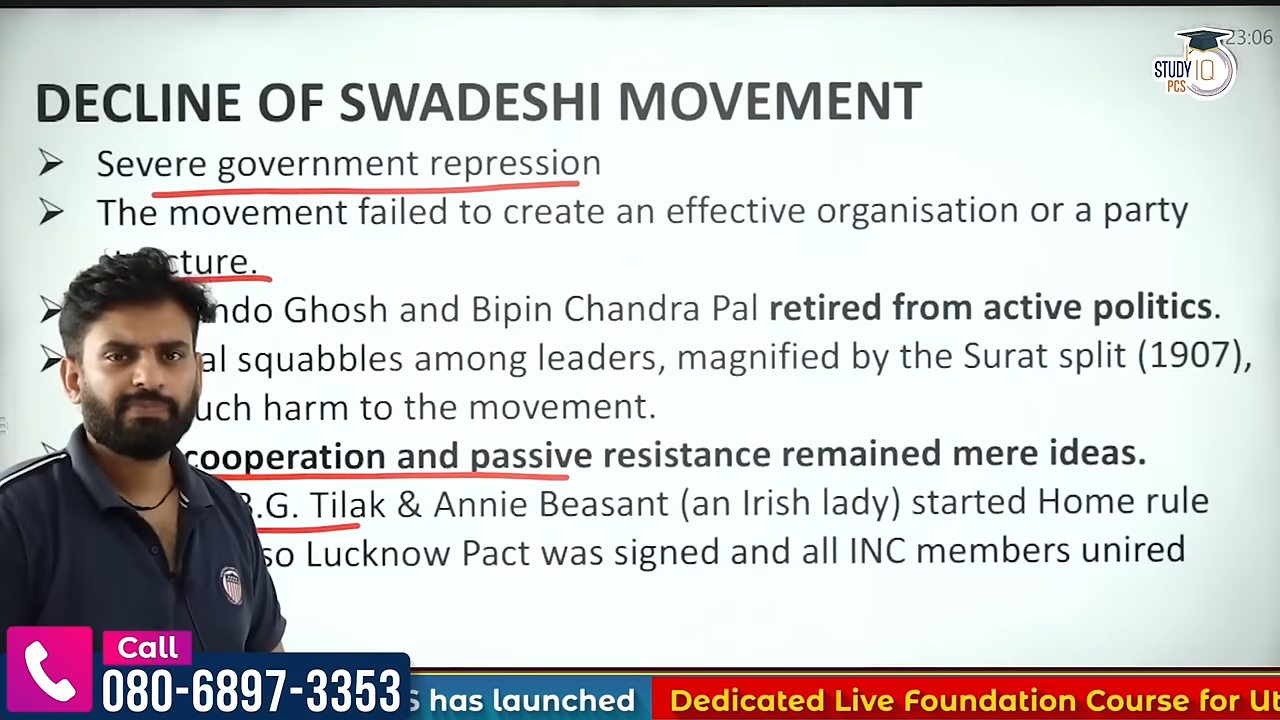 23:06
STUDY IQ
PCS
DECLINE OF SWADESHI MOVEMENT
➤ Severe government repression
➤ The movement failed to create an effective organisation or a party
cture.
➤ ndo Ghosh and Bipin Chandra Pal retired from active politics.
➤ al squabbles among leaders, magnified by the Surat split (1907),
uch harm to the movement.
➤ cooperation and passive resistance remained mere ideas.
B.G. Tilak & Annie Beasant (an Irish lady) started Home rule
so Lucknow Pact was signed and all INC members unired
Call
080-6897-3353
S has launched
Dedicated Live Foundation Course for Ut